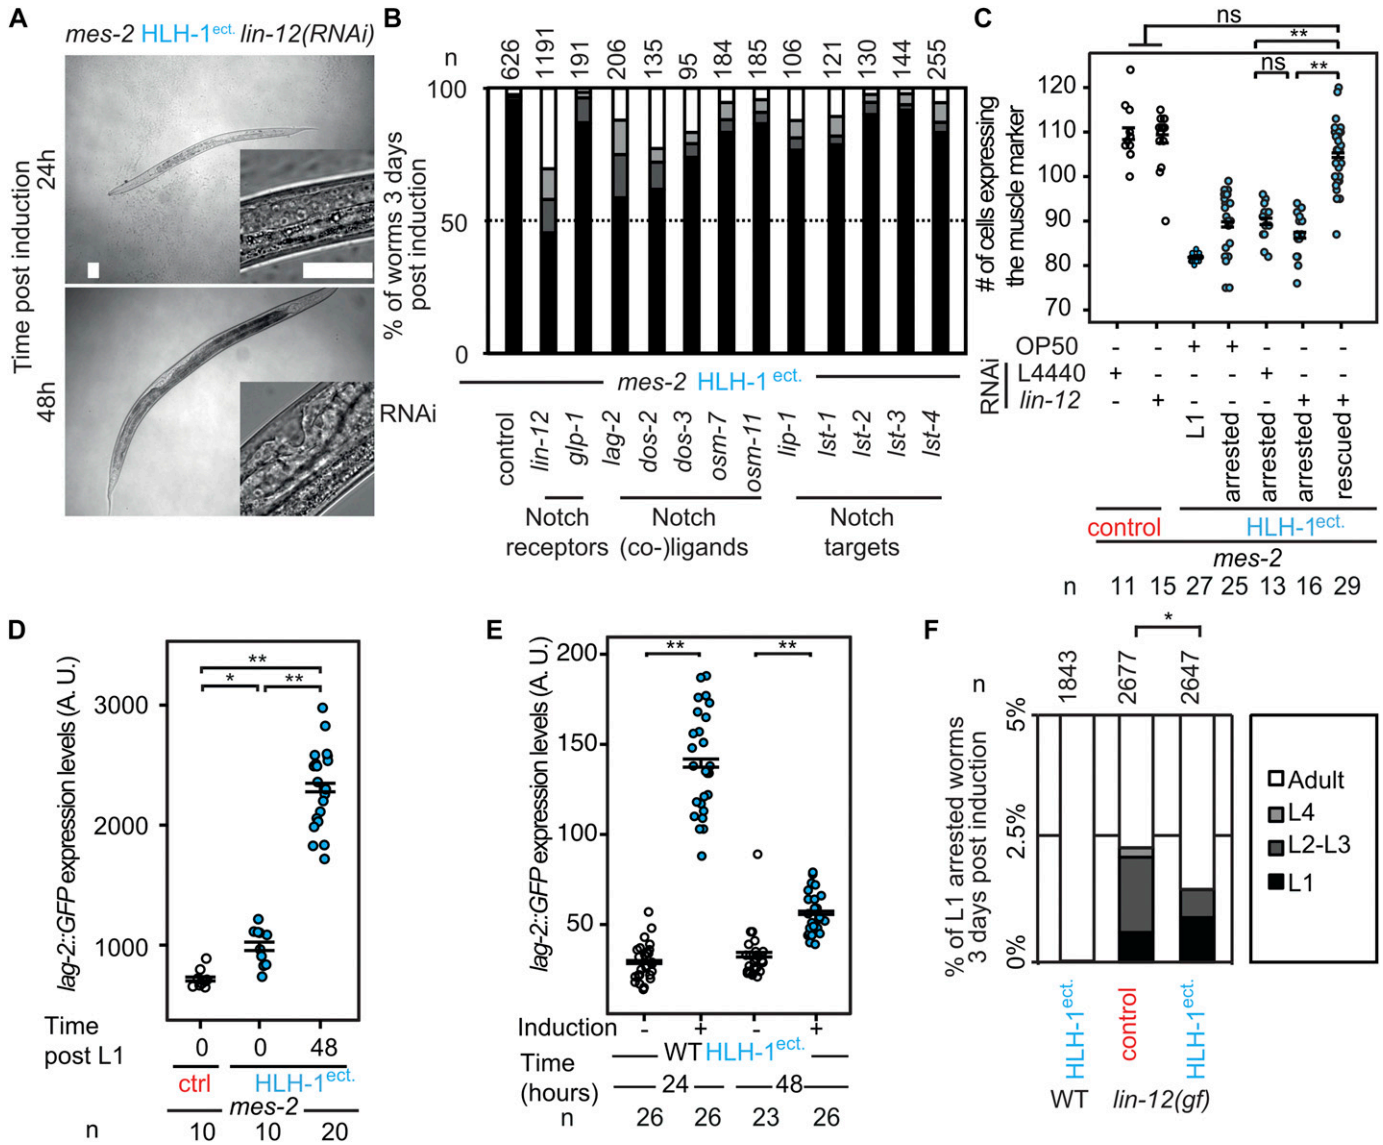 A
mes-2 HLH-1ect. lin-12(RNAi)
Time post induction
24h
48h
B
n
626 1191 191 206 135 95 184 185 106 121 130 144 255
% of worms 3 days
post induction
100
50
0
mes-2 HLH-1ect.
RNAi
control lin-12 glp-1 lag-2 dos-2 dos-3 osm-7 osm-11 lip-1 lst-1 lst-2 lst-3 lst-4
Notch receptors
Notch (co-)ligands
Notch targets
C
ns
**
ns **
# of cells expressing
the muscle marker
120
110
100
90
80
70
OP50 - - + + - - -
RNAi
L4440 + - - - + - -
lin-12 - + - - - + +
L1 arrested arrested arrested rescued
control HLH-1ect.
mes-2
n 11 15 27 25 13 16 29
D
**
* **
lag-2::GFP expression levels (A. U.)
3000
2000
1000
Time
post L1
0 0 48
ctrl HLH-1ect.
mes-2
n 10 10 20
E
** **
lag-2::GFP expression levels (A. U.)
200
150
100
50
Induction - + - +
WT HLH-1ect.
Time
(hours)
24 48
n 26 26 23 26
F
*
n 1843 2677 2647
% of L1 arrested worms
3 days post induction
5%
2.5%
0%
HLH-1ect. control HLH-1ect.
WT lin-12(gf)
Adult
L4
L2-L3
L1